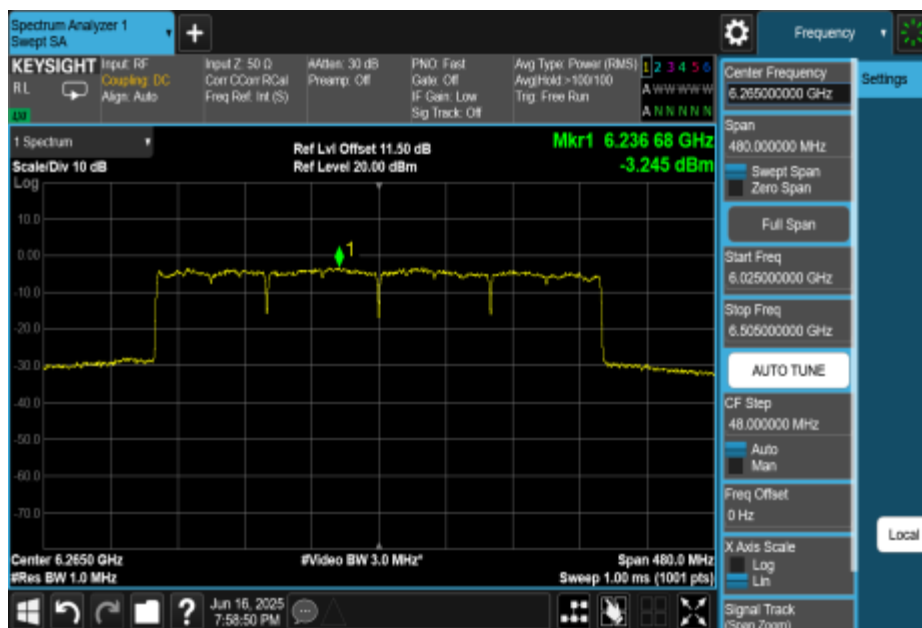 Spectrum Analyzer 1
Swept SA
Frequency
KEYSIGHT
RL
Input: RF
Coupling: DC
Align: Auto
Input Z: 50 Ω
Corr CCorr RCal
Freq Ref: Int (S)
#Atten: 30 dB
Preamp: Off
PNO: Fast
Gate: Off
IF Gain: Low
Sig Track: Off
Avg Type: Power (RMS)
Avg|Hold: >100/100
Trig: Free Run
1 2 3 4 5 6
A W W W W W
A N N N N N
1 Spectrum
Scale/Div 10 dB
Log
Ref Lvl Offset 11.50 dB
Ref Level 20.00 dBm
Mkr1 6.236 68 GHz
-3.245 dBm
10.0
0.00
-10.0
-20.0
-30.0
-40.0
-50.0
-60.0
-70.0
1
Center 6.2650 GHz
#Res BW 1.0 MHz
#Video BW 3.0 MHz*
Span 480.0 MHz
Sweep 1.00 ms (1001 pts)
Jun 16, 2025
7:58:50 PM
Center Frequency
6.265000000 GHz
Span
480.000000 MHz
Swept Span
Zero Span
Full Span
Start Freq
6.025000000 GHz
Stop Freq
6.505000000 GHz
AUTO TUNE
CF Step
48.000000 MHz
Auto
Man
Freq Offset
0 Hz
X Axis Scale
Log
Lin
Signal Track
(Span Zoom)
Settings
Local